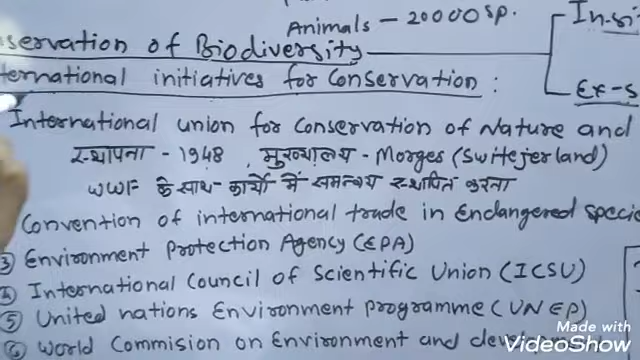 Animals - 20000 sp.
In-si
servation of Biodiversity
ternational initiatives for Conservation :
Ex-s
International union for Conservation of Nature and
स्थापना - 1948 , मुख्यालय - Morges (Switejerland)
WWF के साथ कार्यो में समन्वय स्थापित करना
Convention of international trade in Endangered specie
③ Environment Protection Agency (EPA)
④ International Council of Scientific Union (ICSU)
⑤ United nations Environment programme (UNEP)
⑥ World Commision on Environment and
Made with
VideoShow